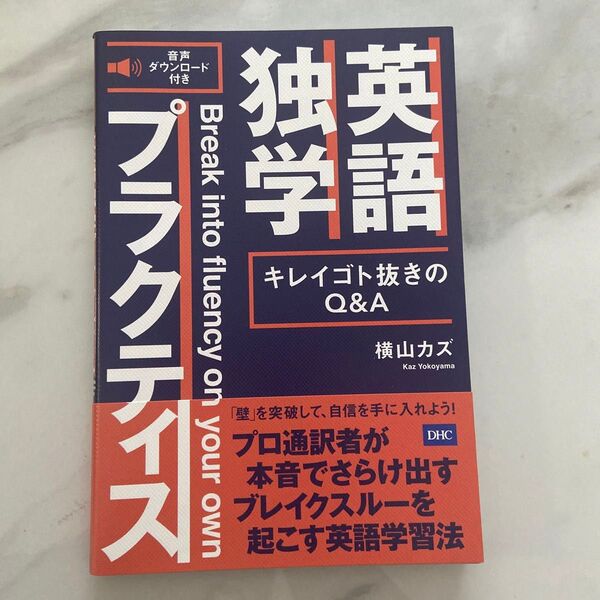 音声
ダウンロード
付き
英語
独学
プラクティス
Break into fluency on your own
キレイゴト抜きの
Q&A
横山カズ
Kaz Yokoyama
「壁」を突破して、自信を手に入れよう!
プロ通訳者が
本音でさらけ出す
ブレイクスルーを
起こす英語学習法
DHC